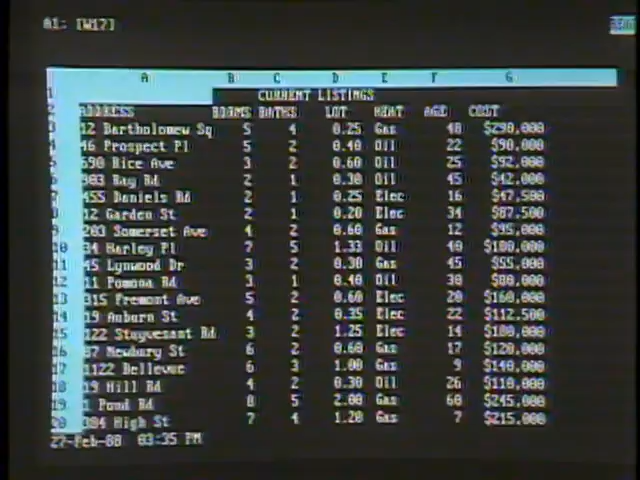 A1: [W17]
A B C D E F G
1 CURRENT LISTINGS
2 ADDRESS ROOMS BATHS LOT HEAT AGE COST
3 12 Bartholomew Sq 5 4 0.25 Gas 40 $290,000
4 46 Prospect Pl 5 2 0.40 Oil 22 $90,000
5 690 Rice Ave 3 2 0.60 Oil 25 $92,000
6 303 Bay Rd 2 1 0.30 Oil 45 $42,000
7 455 Daniels Rd 2 1 0.25 Elec 16 $47,500
8 12 Garden St 2 1 0.20 Elec 34 $87,500
9 203 Somerset Ave 4 2 0.60 Gas 12 $95,000
10 34 Harley Pl 7 5 1.33 Oil 40 $180,000
11 45 Lynwood Dr 3 2 0.30 Gas 45 $55,000
12 11 Pomona Rd 3 1 0.40 Oil 30 $80,000
13 315 Fremont Ave 5 2 0.60 Elec 20 $160,000
14 19 Auburn St 4 2 0.35 Elec 22 $112,500
15 122 Stuyvesant Rd 3 2 1.25 Elec 14 $180,000
16 87 Newbury St 6 2 0.60 Gas 17 $120,000
17 1122 Bellevue 6 3 1.00 Gas 9 $140,000
18 19 Hill Rd 4 2 0.30 Oil 26 $110,000
19 1 Pond Rd 8 5 2.00 Gas 60 $245,000
20 304 High St 7 4 1.20 Gas 7 $215,000
27-Feb-88 03:35 PM